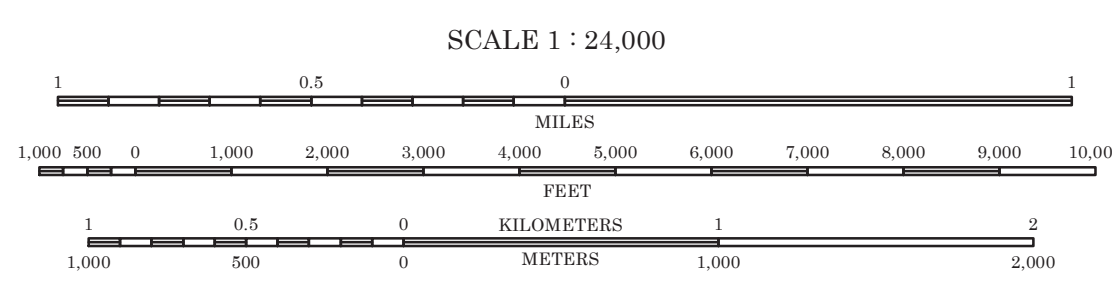 SCALE 1 : 24,000
1 0.5 0 1
MILES
1,000 500 0 1,000 2,000 3,000 4,000 5,000 6,000 7,000 8,000 9,000 10,00
FEET
1 0.5 0 KILOMETERS 1 2
1,000 500 0 METERS 1,000 2,000